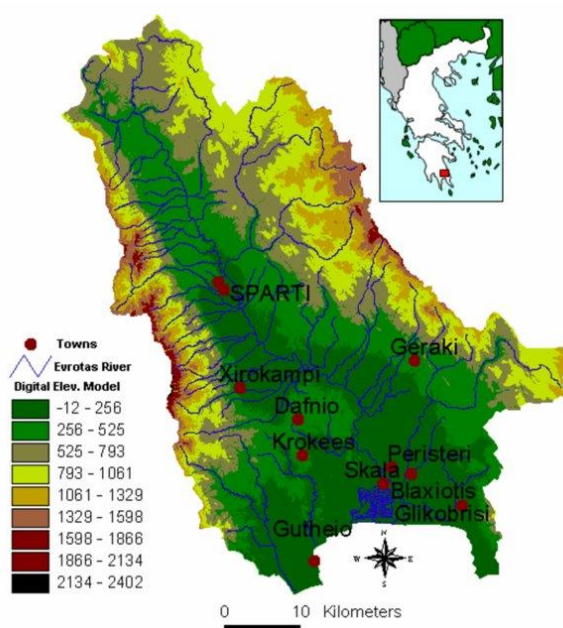 SPARTI
Geraki
Xirokampi
Dafnio
Krokees
Peristeri
Skala
Blaxiotis
Glikobrisi
Gutheio
Towns
Evrotas River
Digital Elev. Model
-12 - 256
256 - 525
525 - 793
793 - 1061
1061 - 1329
1329 - 1598
1598 - 1866
1866 - 2134
2134 - 2402
N
W E
S
0 10 Kilometers